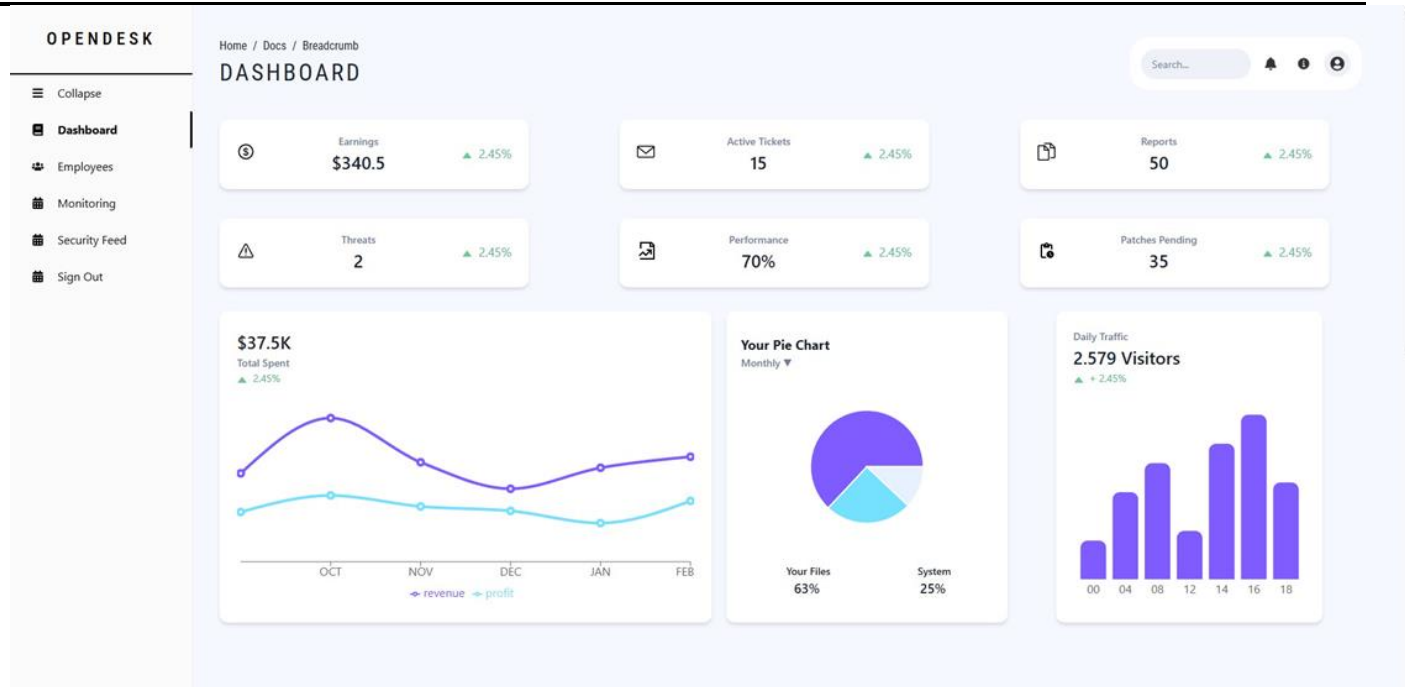 OPENDESK
Collapse
Dashboard
Employees
Monitoring
Security Feed
Sign Out
Home / Docs / Breadcrumb
DASHBOARD
Search...
Earnings
$340.5
▲ 2.45%
Active Tickets
15
▲ 2.45%
Reports
50
▲ 2.45%
Threats
2
▲ 2.45%
Performance
70%
▲ 2.45%
Patches Pending
35
▲ 2.45%
$37.5K
Total Spent
▲ 2.45%
OCT NOV DEC JAN FEB
revenue profit
Your Pie Chart
Monthly ▼
Your Files System
63% 25%
Daily Traffic
2.579 Visitors
▲ + 2.45%
00 04 08 12 14 16 18